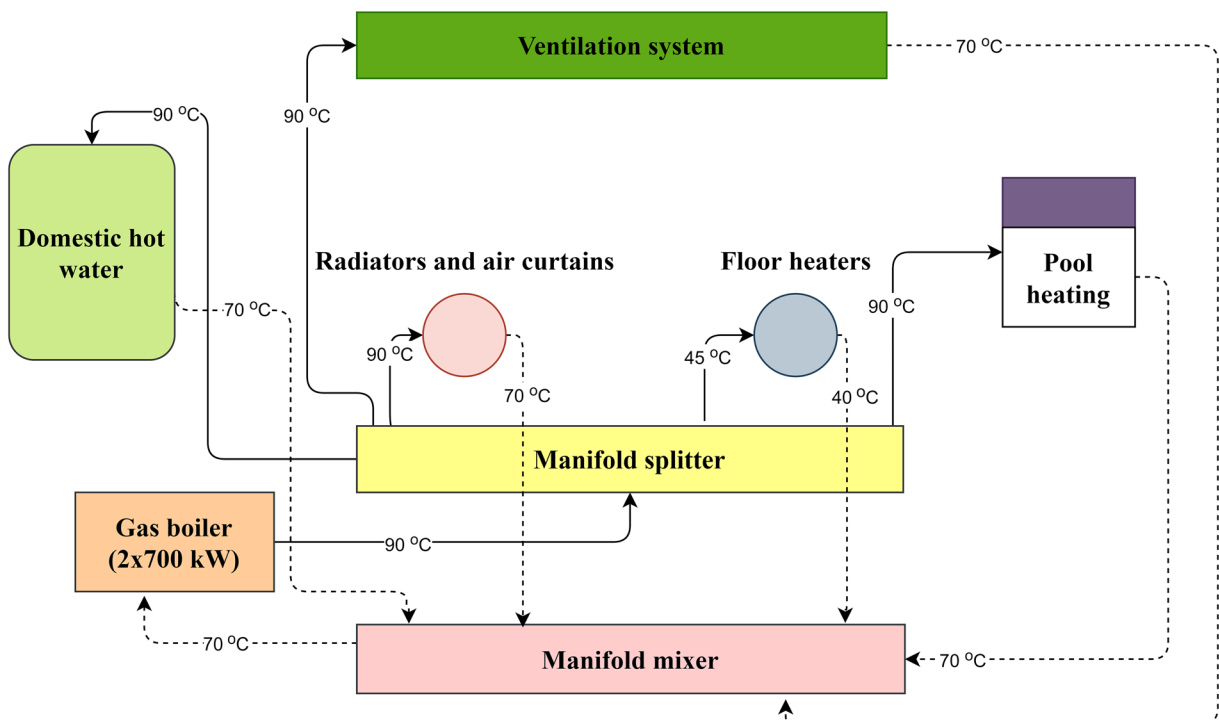 Ventilation system
70 °C
90 °C
90 °C
Domestic hot
water
Radiators and air curtains
Floor heaters
Pool
heating
70 °C
90 °C
90 °C
45 °C
70 °C
40 °C
Manifold splitter
Gas boiler
(2x700 kW)
90 °C
70 °C
Manifold mixer
70 °C